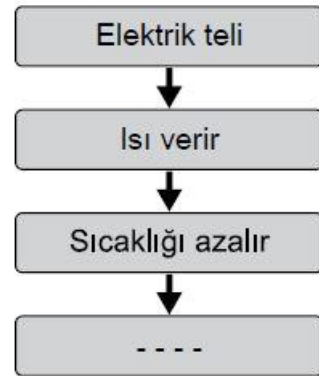 Elektrik teli
Isı verir
Sıcaklığı azalır
- - - -